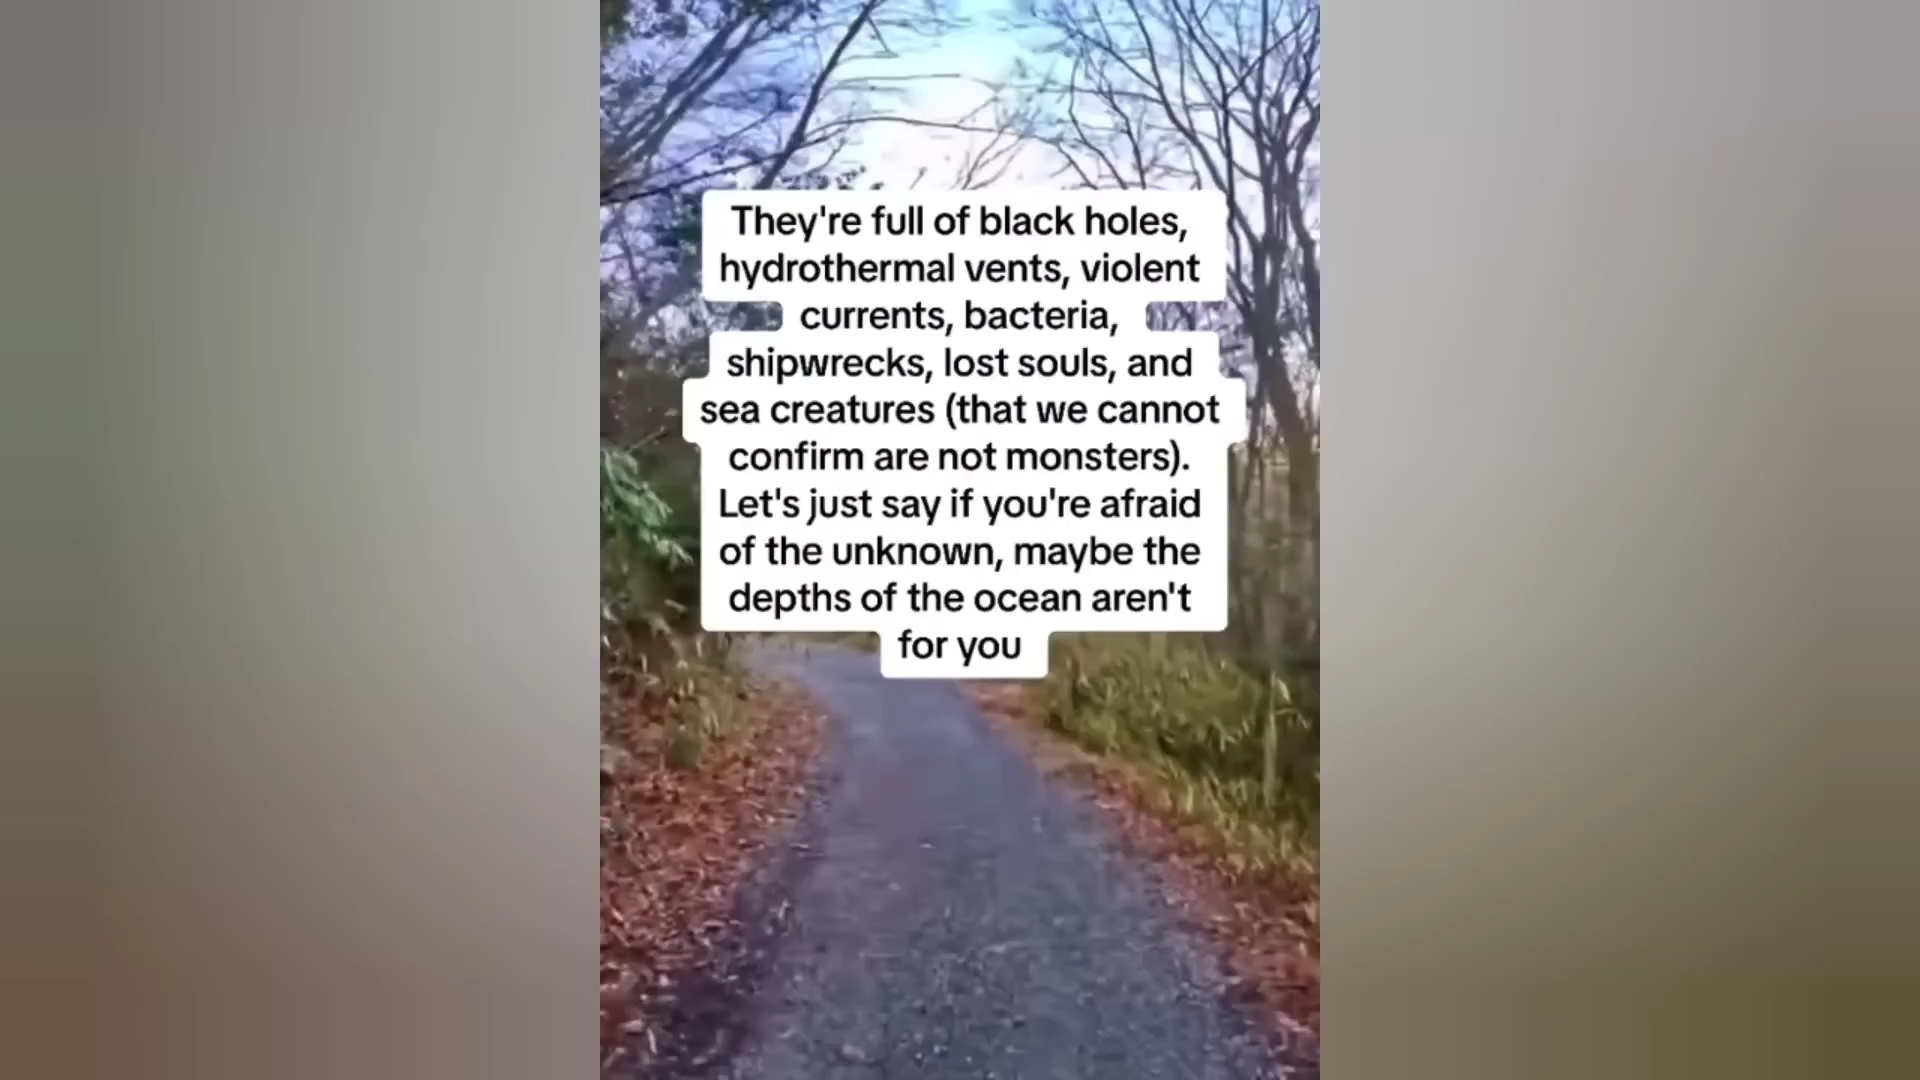 They're full of black holes,
hydrothermal vents, violent
currents, bacteria,
shipwrecks, lost souls, and
sea creatures (that we cannot
confirm are not monsters).
Let's just say if you're afraid
of the unknown, maybe the
depths of the ocean aren't
for you